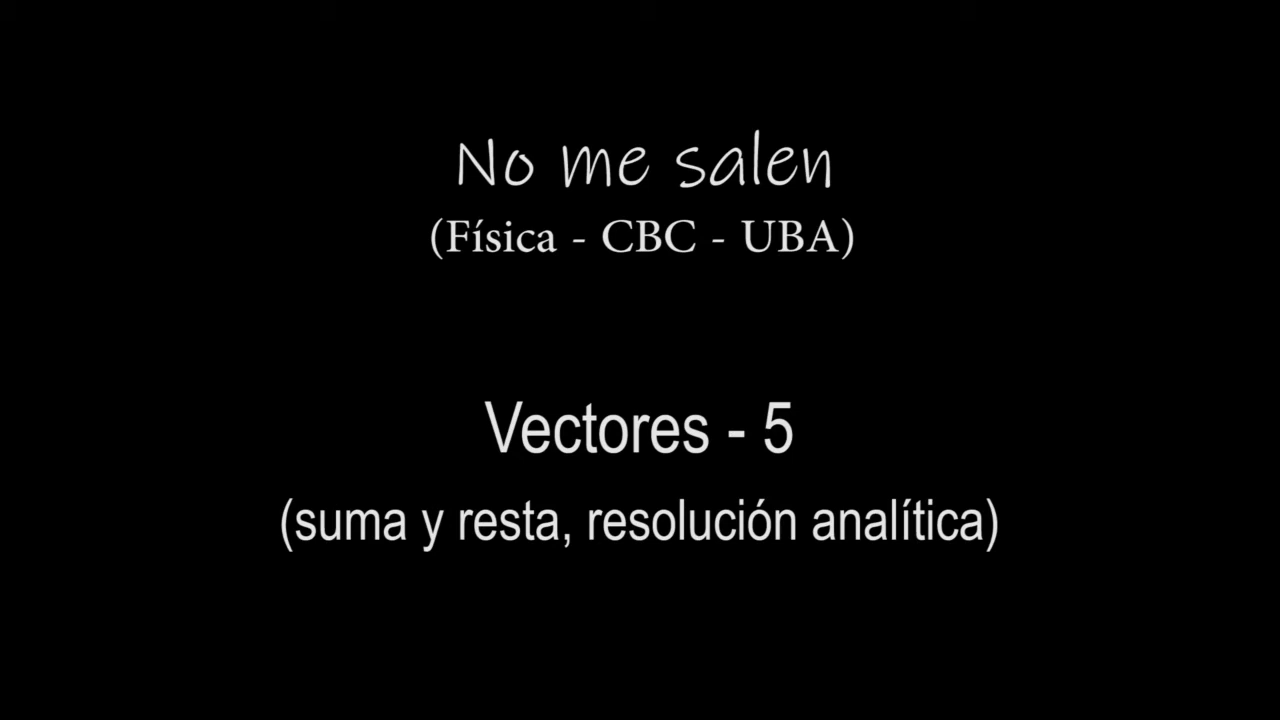 No me salen
(Física - CBC - UBA)
Vectores - 5
(suma y resta, resolución analítica)